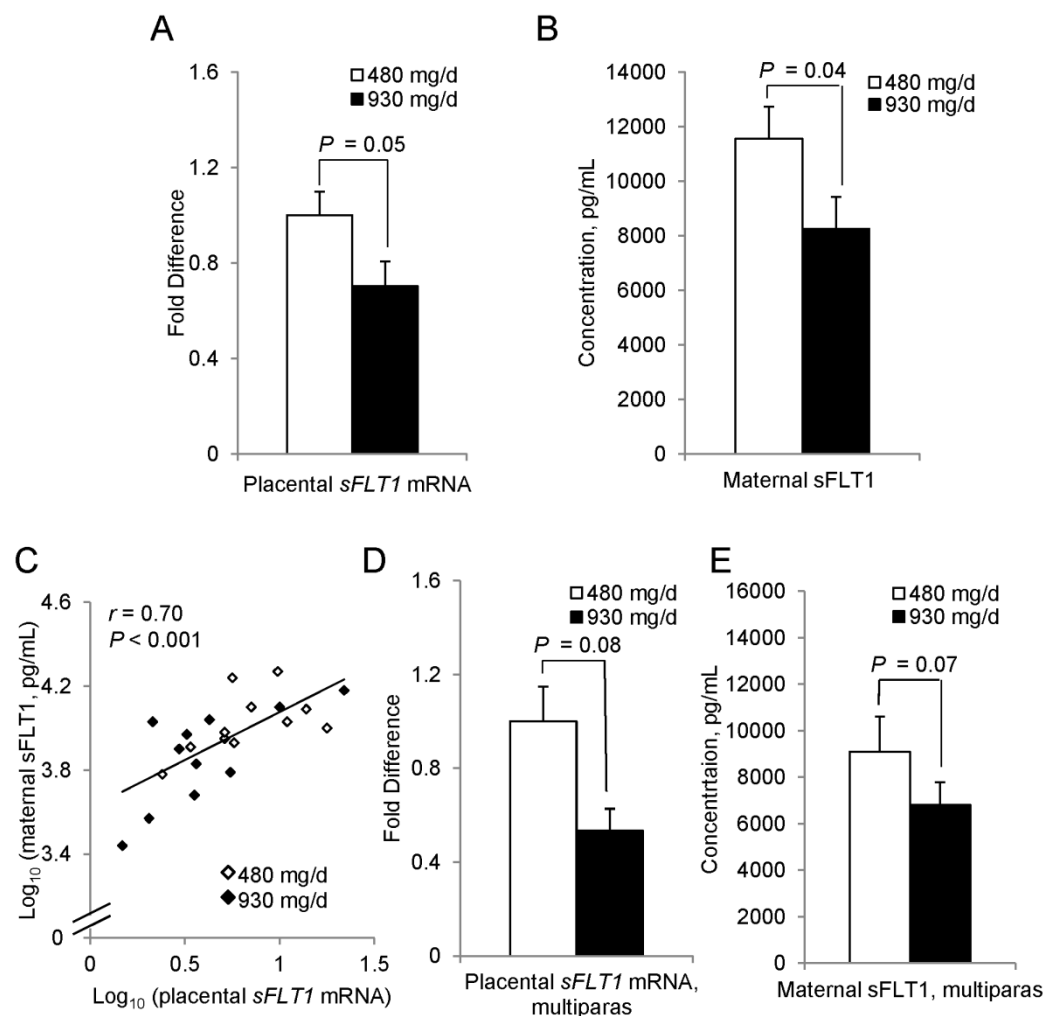 A
1.6
1.2
0.8
0.4
0
Fold Difference
480 mg/d
930 mg/d
P = 0.05
Placental sFLT1 mRNA
B
14000
12000
10000
8000
6000
4000
2000
0
Concentration, pg/mL
P = 0.04
480 mg/d
930 mg/d
Maternal sFLT1
C
4.6
4.2
3.8
3.4
0
Log10 (maternal sFLT1, pg/mL)
r = 0.70
P < 0.001
480 mg/d
930 mg/d
0 0.5 1 1.5
Log10 (placental sFLT1 mRNA)
D
1.6
1.2
0.8
0.4
0
Fold Difference
480 mg/d
930 mg/d
P = 0.08
Placental sFLT1 mRNA,
multiparas
E
16000
14000
12000
10000
8000
6000
4000
2000
0
Concentrtaion, pg/mL
480 mg/d
930 mg/d
P = 0.07
Maternal sFLT1, multiparas